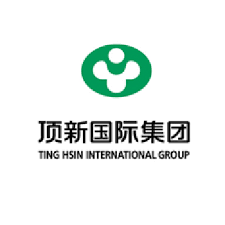 顶新国际集团
TING HSIN INTERNATIONAL GROUP